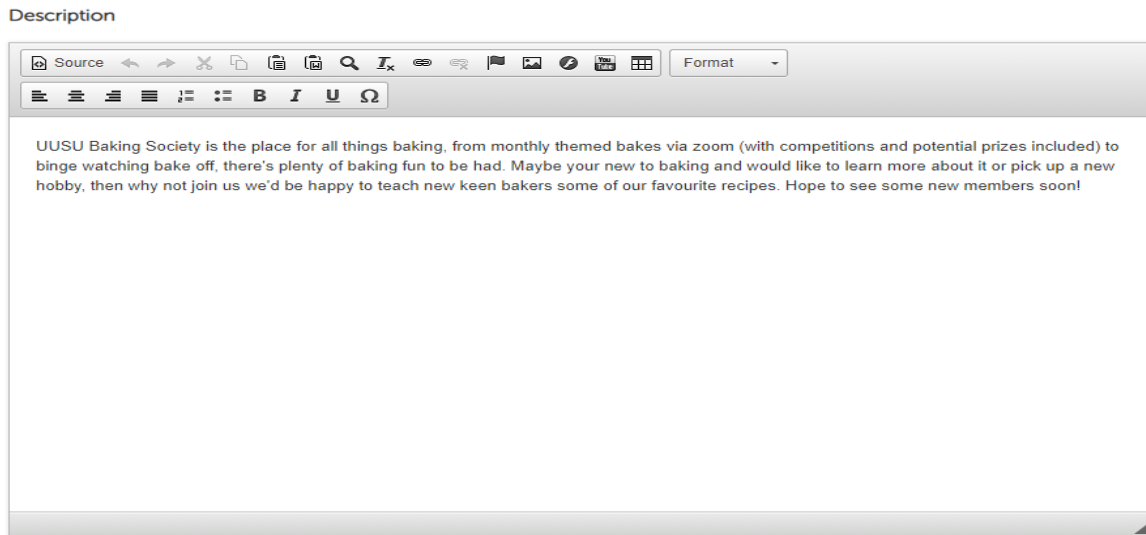 Description
Source
Format
You Tube
B I U Ω
UUSU Baking Society is the place for all things baking, from monthly themed bakes via zoom (with competitions and potential prizes included) to
binge watching bake off, there's plenty of baking fun to be had. Maybe your new to baking and would like to learn more about it or pick up a new
hobby, then why not join us we'd be happy to teach new keen bakers some of our favourite recipes. Hope to see some new members soon!